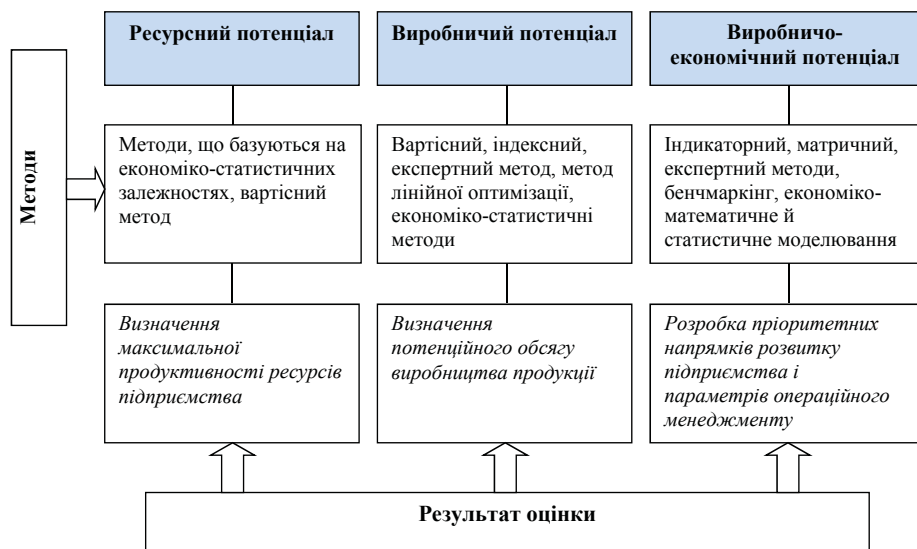 Ресурсний потенціал
Виробничий потенціал
Виробничо-
економічний потенціал
Методи
Методи, що базуються на
економіко-статистичних
залежностях, вартісний
метод
Вартісний, індексний,
експертний метод, метод
лінійної оптимізації,
економіко-статистичні
методи
Індикаторний, матричний,
експертний методи,
бенчмаркінг, економіко-
математичне й
статистичне моделювання
Визначення
максимальної
продуктивності ресурсів
підприємства
Визначення
потенційного обсягу
виробництва продукції
Розробка пріоритетних
напрямків розвитку
підприємства і
параметрів операційного
менеджменту
Результат оцінки